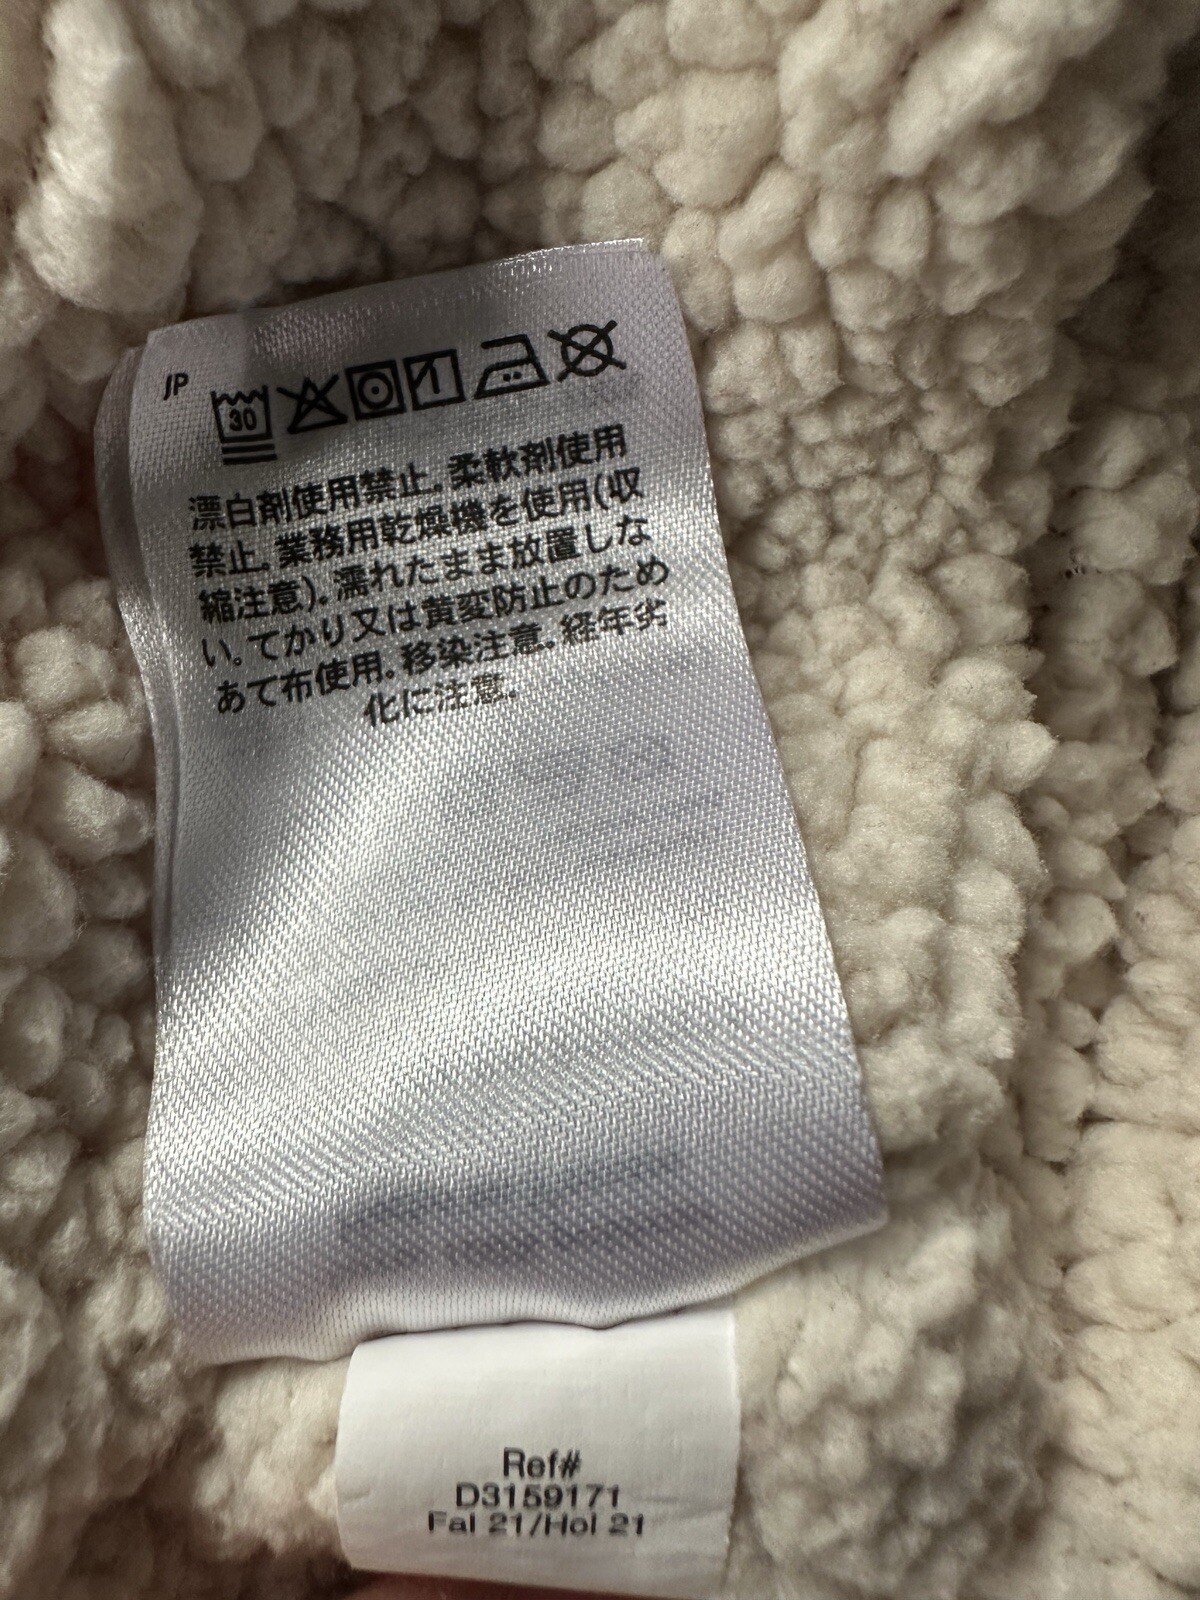 JP
30
漂白剤使用禁止。柔軟剤使用
禁止。業務用乾燥機を使用(収
縮注意)。濡れたまま放置しな
い。てかり又は黄変防止のため
あて布使用。移染注意。経年劣
化に注意。
Ref#
D3159171
Fal 21/Hol 21